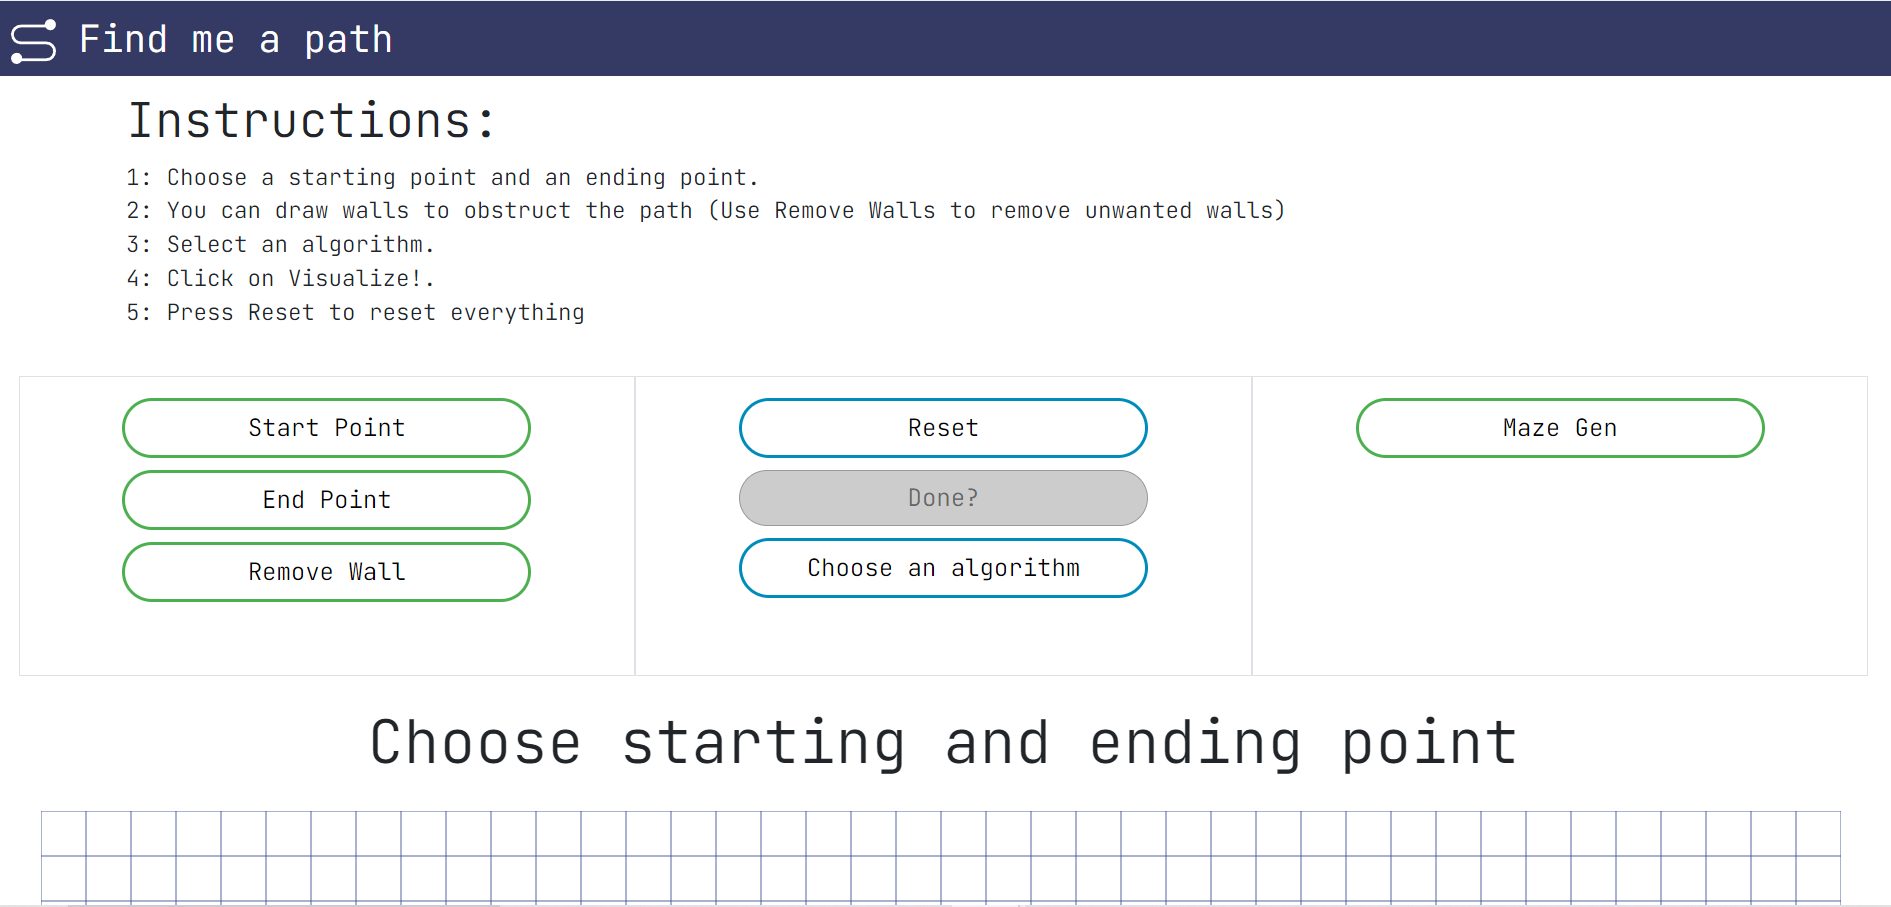 Find me a path
Instructions:
1: Choose a starting point and an ending point.
2: You can draw walls to obstruct the path (Use Remove Walls to remove unwanted walls)
3: Select an algorithm.
4: Click on Visualize!.
5: Press Reset to reset everything
Start Point
End Point
Remove Wall
Reset
Done?
Choose an algorithm
Maze Gen
Choose starting and ending point